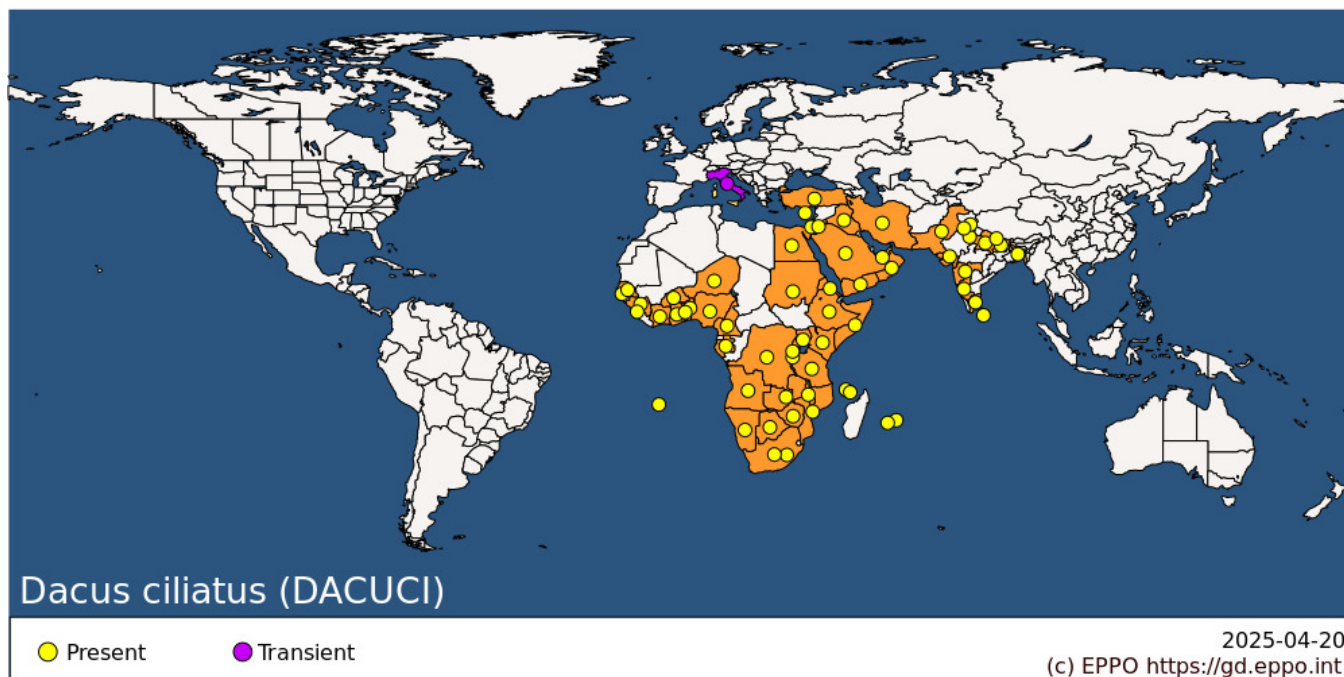 Dacus ciliatus (DACUCI)
Present
Transient
2025-04-20
(c) EPPO https://gd.eppo.int